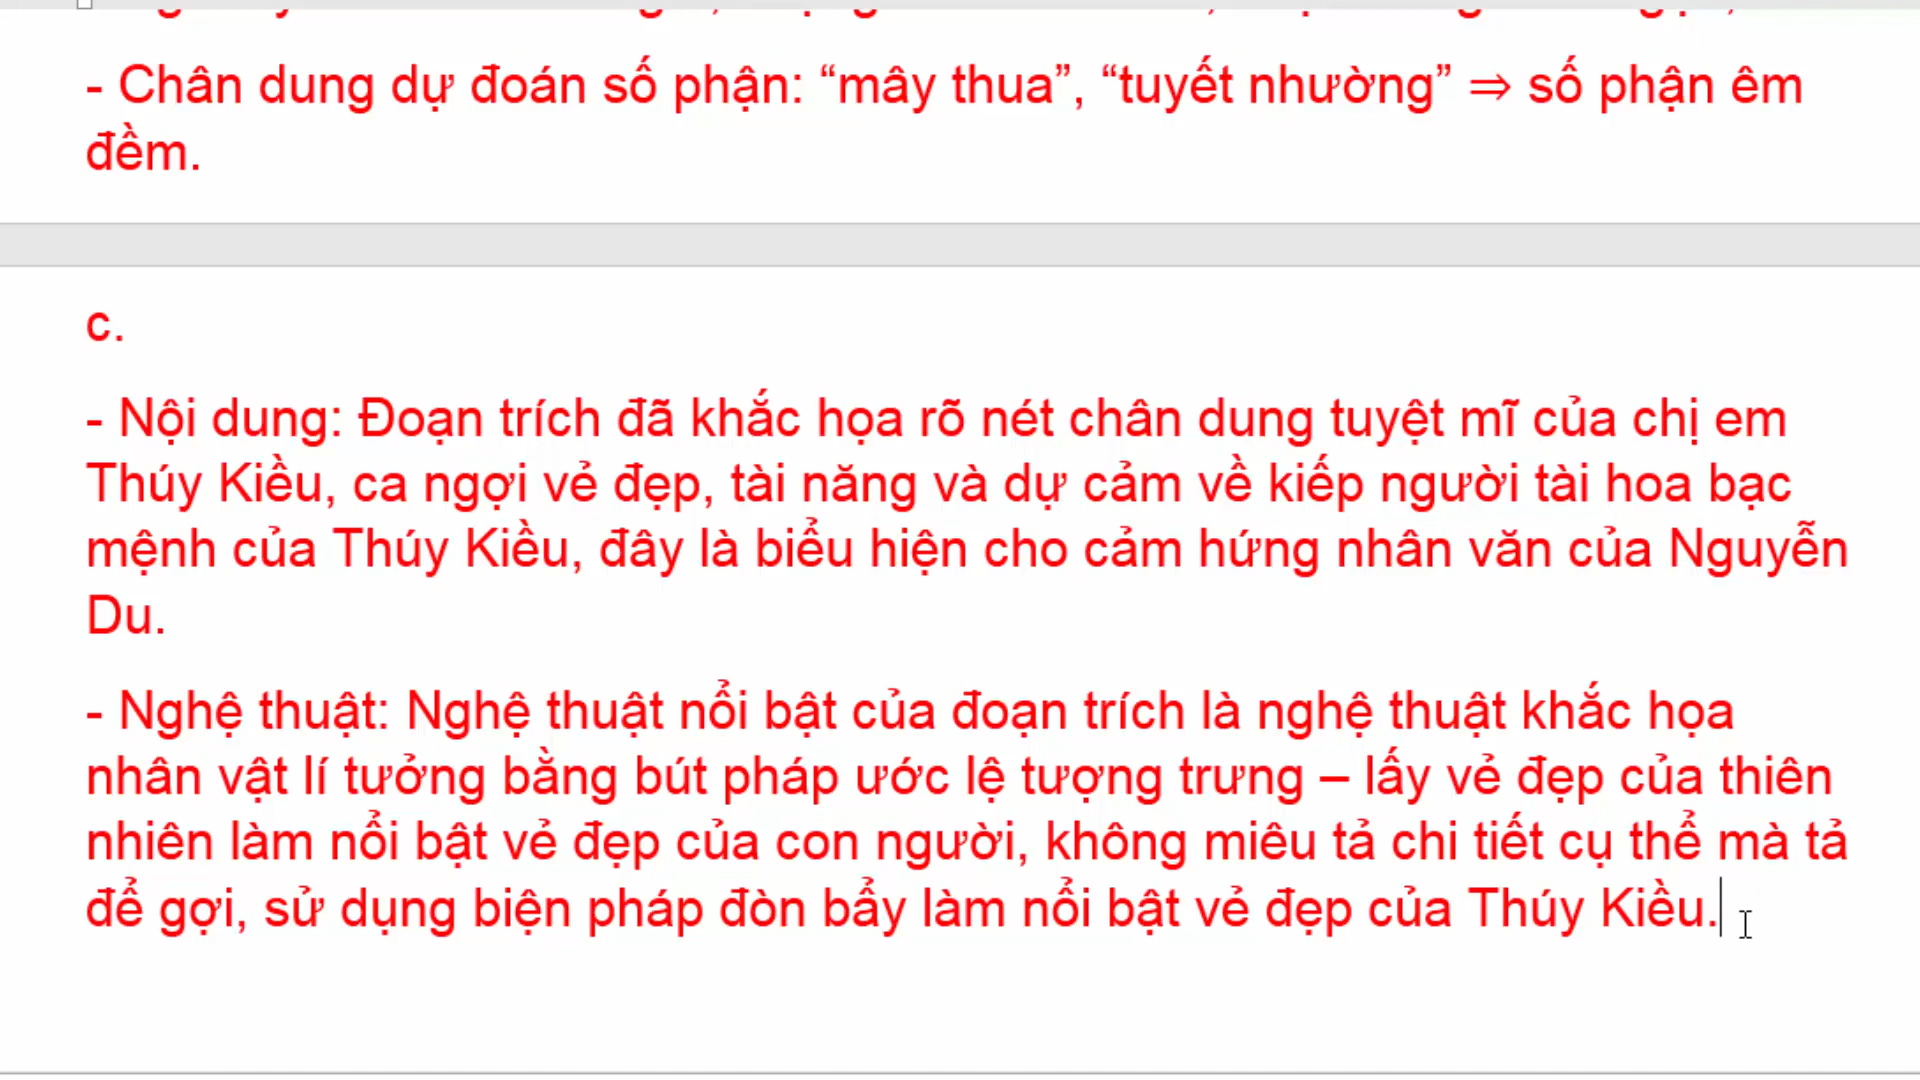 - Chân dung dự đoán số phận: “mây thua”, “tuyết nhường” ⇒ số phận êm
đềm.
c.
- Nội dung: Đoạn trích đã khắc họa rõ nét chân dung tuyệt mĩ của chị em
Thúy Kiều, ca ngợi vẻ đẹp, tài năng và dự cảm về kiếp người tài hoa bạc
mệnh của Thúy Kiều, đây là biểu hiện cho cảm hứng nhân văn của Nguyễn
Du.
- Nghệ thuật: Nghệ thuật nổi bật của đoạn trích là nghệ thuật khắc họa
nhân vật lí tưởng bằng bút pháp ước lệ tượng trưng – lấy vẻ đẹp của thiên
nhiên làm nổi bật vẻ đẹp của con người, không miêu tả chi tiết cụ thể mà tả
để gợi, sử dụng biện pháp đòn bẩy làm nổi bật vẻ đẹp của Thúy Kiều.